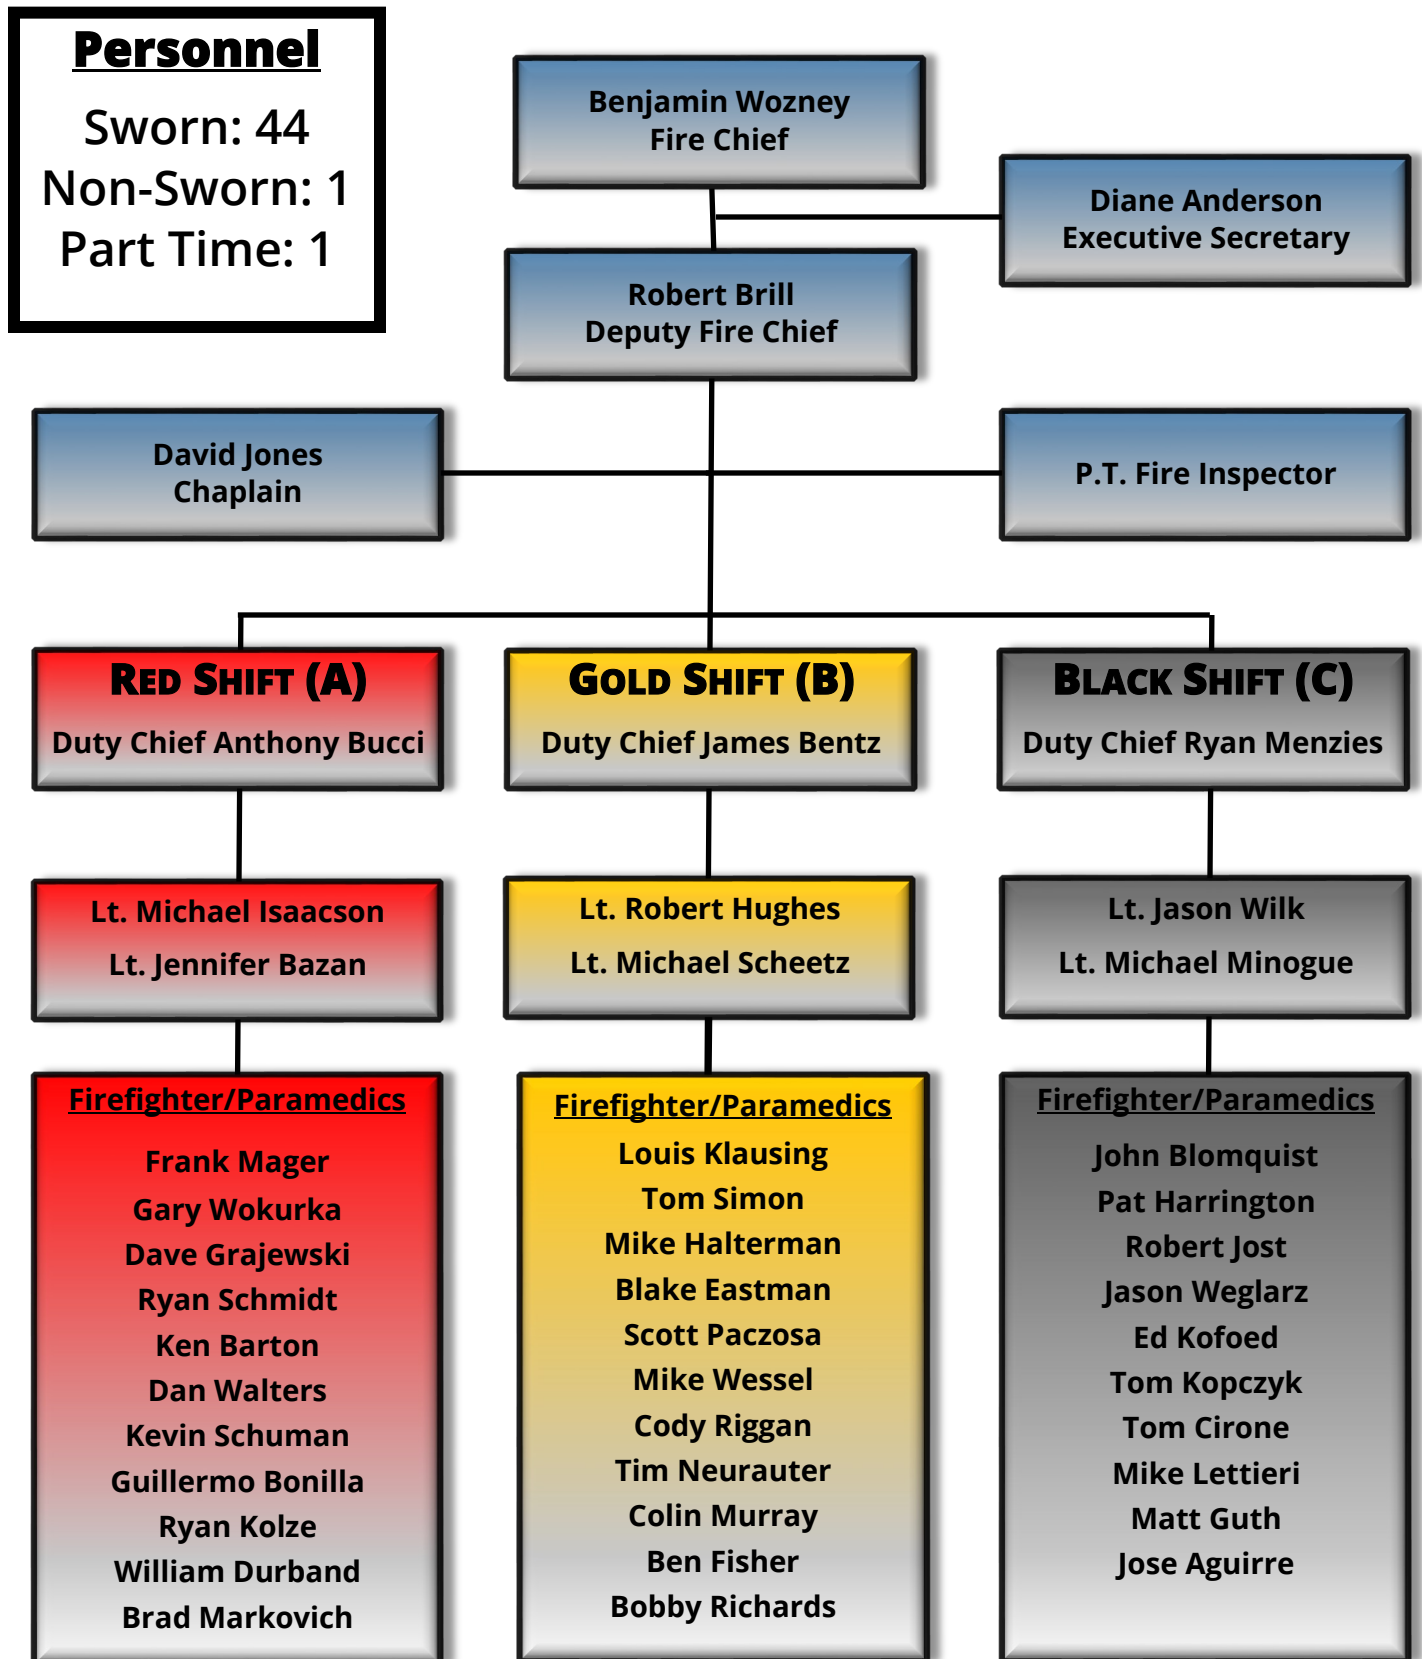 Personnel
Sworn: 44
Non-Sworn: 1
Part Time: 1
Benjamin Wozney
Fire Chief
Diane Anderson
Executive Secretary
Robert Brill
Deputy Fire Chief
David Jones
Chaplain
P.T. Fire Inspector
RED SHIFT (A)
Duty Chief Anthony Bucci
Lt. Michael Isaacson
Lt. Jennifer Bazan
Firefighter/Paramedics
Frank Mager
Gary Wokurka
Dave Grajewski
Ryan Schmidt
Ken Barton
Dan Walters
Kevin Schuman
Guillermo Bonilla
Ryan Kolze
William Durband
Brad Markovich
GOLD SHIFT (B)
Duty Chief James Bentz
Lt. Robert Hughes
Lt. Michael Scheetz
Firefighter/Paramedics
Louis Klausing
Tom Simon
Mike Halterman
Blake Eastman
Scott Paczosa
Mike Wessel
Cody Riggan
Tim Neurauter
Colin Murray
Ben Fisher
Bobby Richards
BLACK SHIFT (C)
Duty Chief Ryan Menzies
Lt. Jason Wilk
Lt. Michael Minogue
Firefighter/Paramedics
John Blomquist
Pat Harrington
Robert Jost
Jason Weglarz
Ed Kofoed
Tom Kopczyk
Tom Cirone
Mike Lettieri
Matt Guth
Jose Aguirre